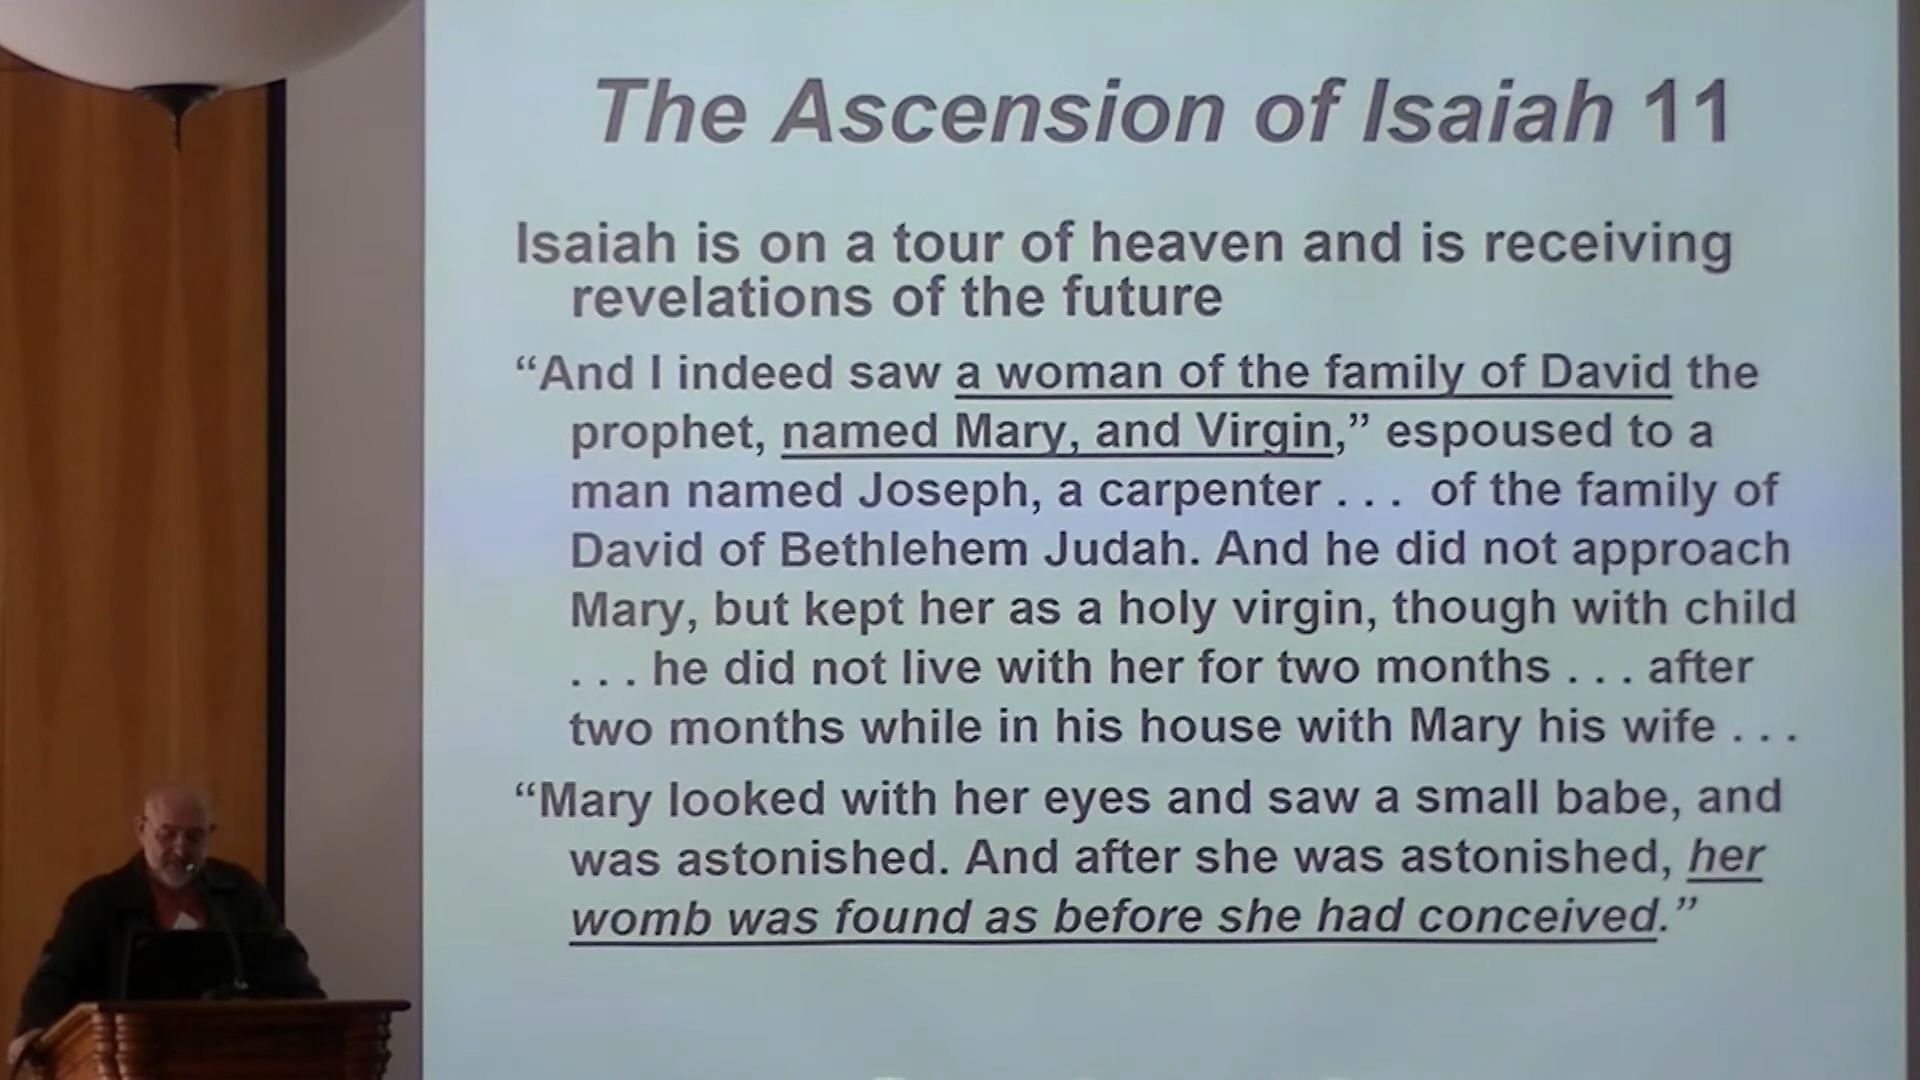 The Ascension of Isaiah 11
Isaiah is on a tour of heaven and is receiving
revelations of the future
“And I indeed saw a woman of the family of David the
prophet, named Mary, and Virgin,” espoused to a
man named Joseph, a carpenter . . . of the family of
David of Bethlehem Judah. And he did not approach
Mary, but kept her as a holy virgin, though with child
. . . he did not live with her for two months . . . after
two months while in his house with Mary his wife . . .
“Mary looked with her eyes and saw a small babe, and
was astonished. And after she was astonished, her
womb was found as before she had conceived.”